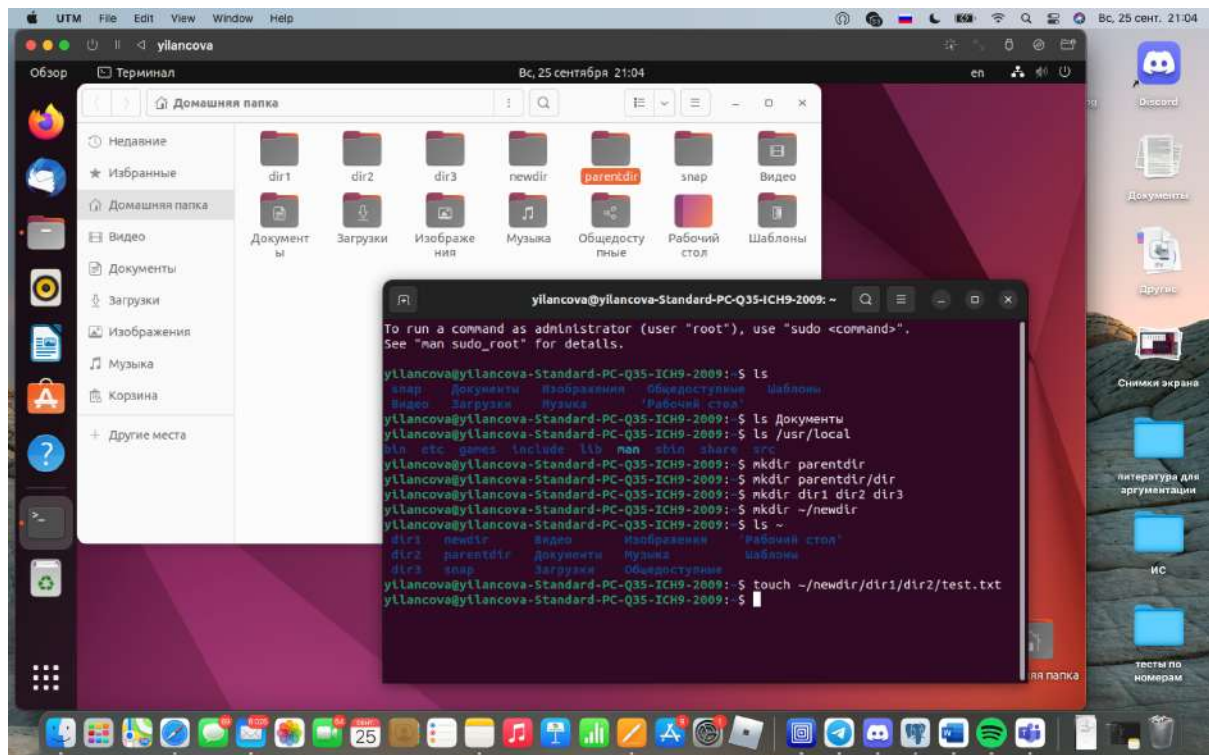 UTM File Edit View Window Help Вс, 25 сент. 21:04
yilancova
Обзор Терминал Вс, 25 сентября 21:04 en
Домашняя папка
Недавние
Избранные
Домашняя папка
Видео
Документы
Загрузки
Изображения
Музыка
Корзина
+ Другие места
dir1 dir2 dir3 newdir parentdir snap Видео
Документ Загрузки Изображе Музыка Общедосту Рабочий Шаблоны
ы ния пные стол
yilancova@yilancova-Standard-PC-Q35-ICH9-2009: ~
To run a command as administrator (user "root"), use "sudo <command>".
See "man sudo_root" for details.
yilancova@yilancova-Standard-PC-Q35-ICH9-2009:~$ ls
snap Документы Изображения Общедоступные Шаблоны
Видео Загрузки Музыка 'Рабочий стол'
yilancova@yilancova-Standard-PC-Q35-ICH9-2009:~$ ls Документы
yilancova@yilancova-Standard-PC-Q35-ICH9-2009:~$ ls /usr/local
bin etc games include lib man sbin share src
yilancova@yilancova-Standard-PC-Q35-ICH9-2009:~$ mkdir parentdir
yilancova@yilancova-Standard-PC-Q35-ICH9-2009:~$ mkdir parentdir/dir
yilancova@yilancova-Standard-PC-Q35-ICH9-2009:~$ mkdir dir1 dir2 dir3
yilancova@yilancova-Standard-PC-Q35-ICH9-2009:~$ mkdir ~/newdir
yilancova@yilancova-Standard-PC-Q35-ICH9-2009:~$ ls ~
dir1 newdir Видео Изображения 'Рабочий стол'
dir2 parentdir Документы Музыка Шаблоны
dir3 snap Загрузки Общедоступные
yilancova@yilancova-Standard-PC-Q35-ICH9-2009:~$ touch ~/newdir/dir1/dir2/test.txt
yilancova@yilancova-Standard-PC-Q35-ICH9-2009:~$
Discord
Документы
Другие
Снимки экрана
литература для
аргументации
ИС
тесты по
номерам
яя папка
СЕНТ.
25